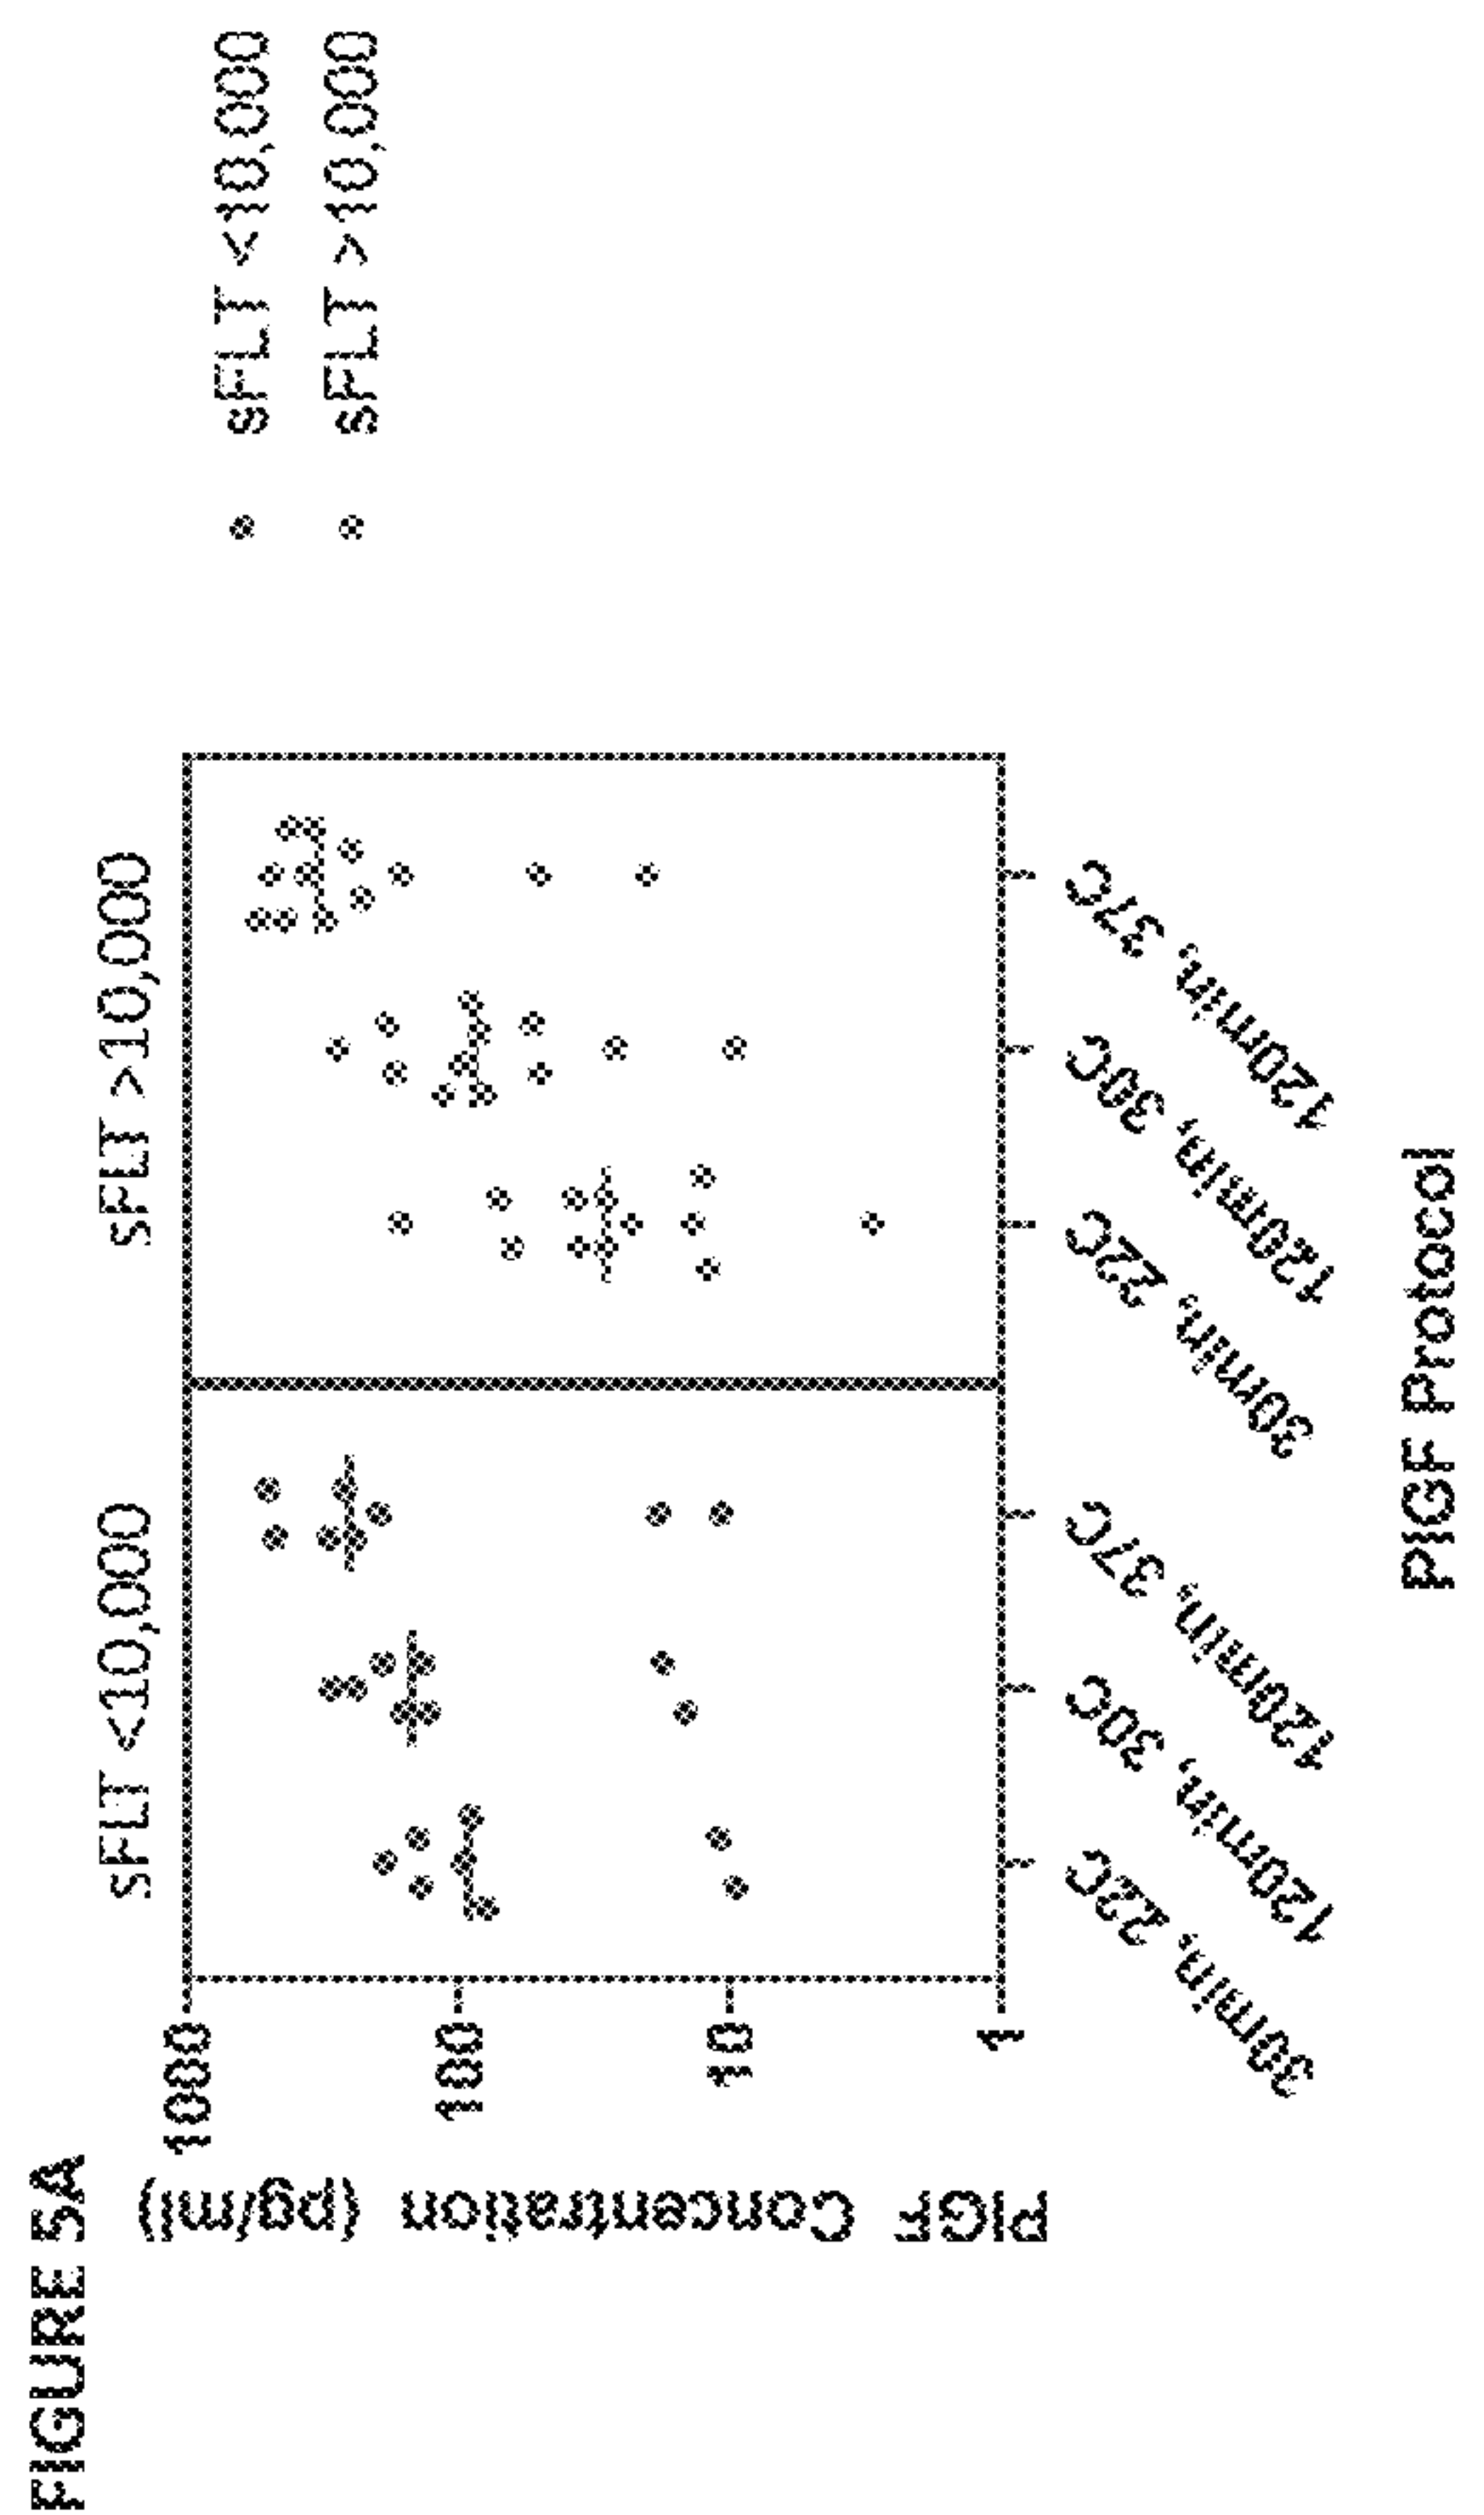 FIGURE 5A
sFLT <10,000
sFLT >10,000
sFLT <10,000
sFLT >10,000
PlGF Concentration (pg/ml)
1000
100
10
1
30min, 22C
120min, 30C
120min, 37C
30min, 22C
120min, 30C
120min, 37C
PlGF Protocol